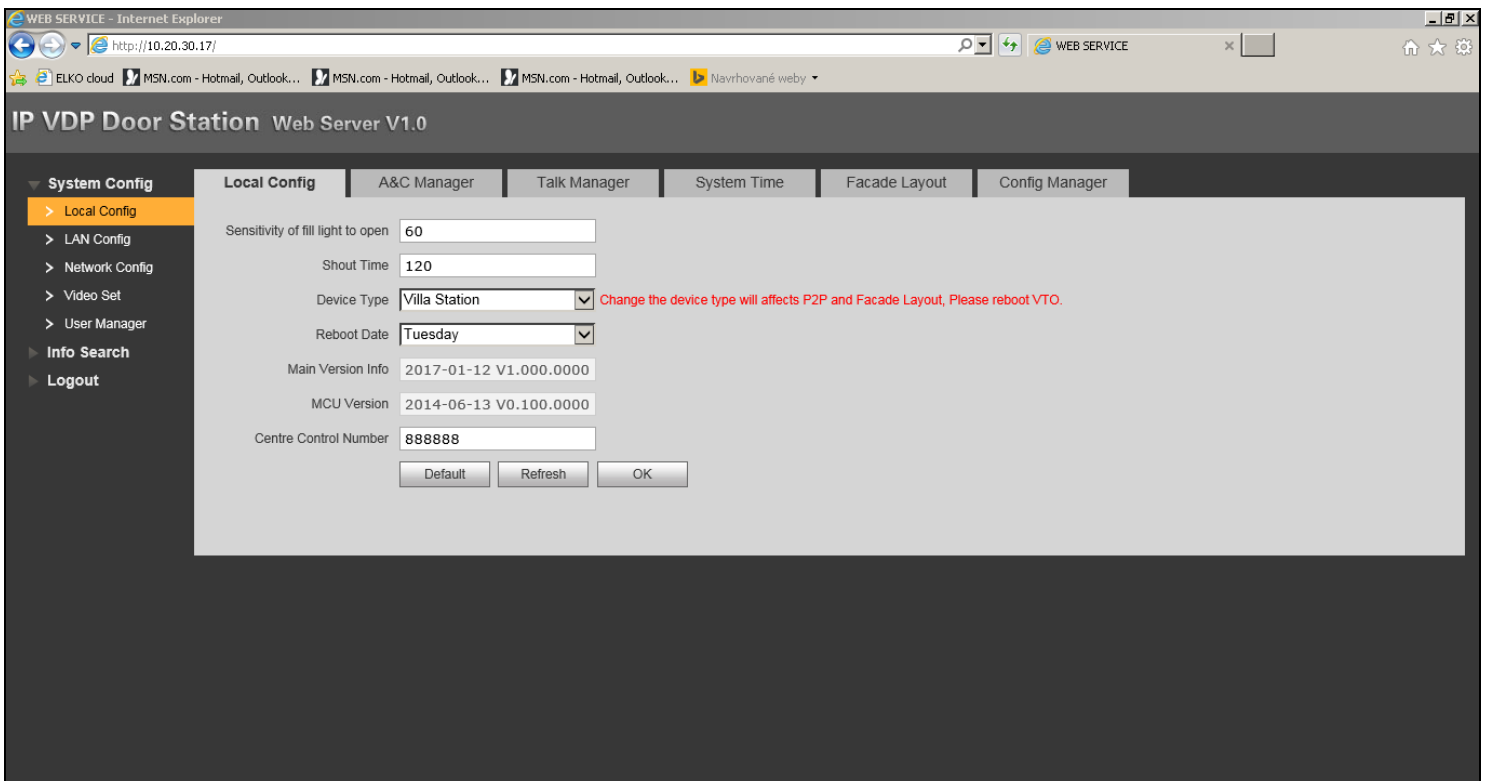 WEB SERVICE - Internet Explorer
http://10.20.30.17/
WEB SERVICE
ELKO cloud MSN.com - Hotmail, Outlook... MSN.com - Hotmail, Outlook... MSN.com - Hotmail, Outlook... Navrhované weby
IP VDP Door Station Web Server V1.0
System Config
Local Config
LAN Config
Network Config
Video Set
User Manager
Info Search
Logout
Local Config A&C Manager Talk Manager System Time Facade Layout Config Manager
Sensitivity of fill light to open 60
Shout Time 120
Device Type Villa Station Change the device type will affects P2P and Facade Layout, Please reboot VTO.
Reboot Date Tuesday
Main Version Info 2017-01-12 V1.000.0000
MCU Version 2014-06-13 V0.100.0000
Centre Control Number 888888
Default Refresh OK